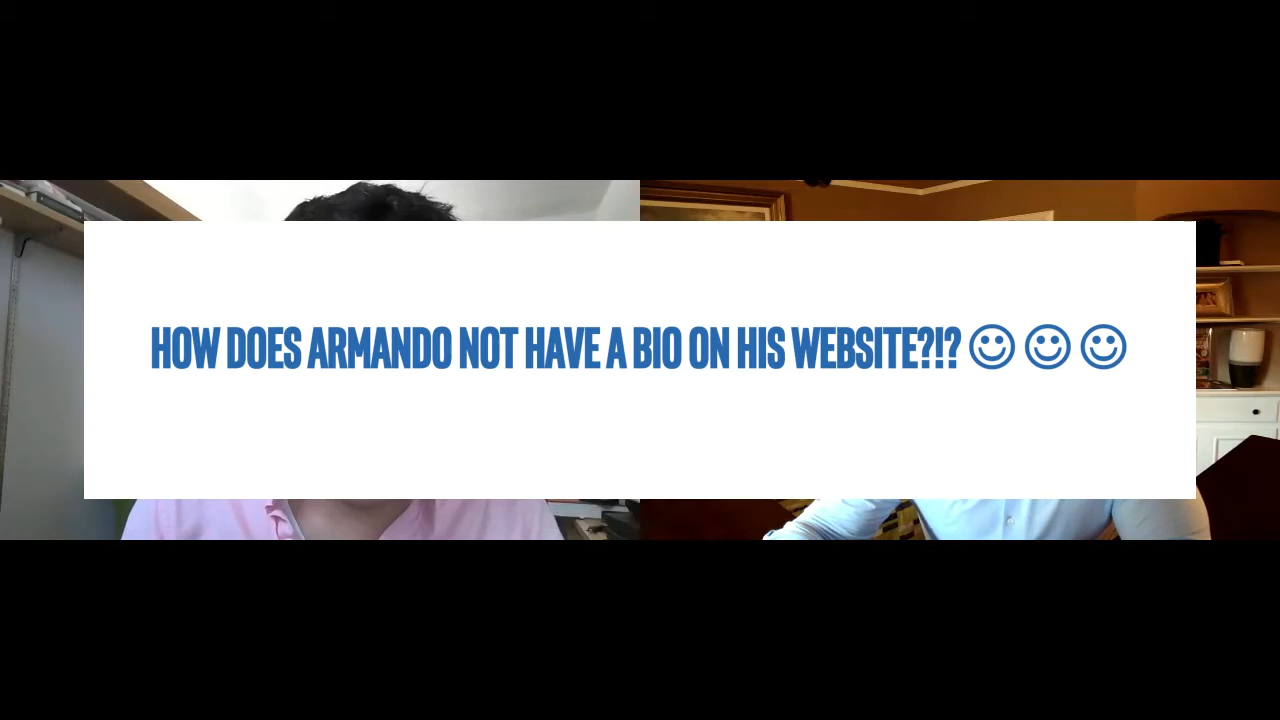 HOW DOES ARMANDO NOT HAVE A BIO ON HIS WEBSITE?!? ☺ ☺ ☺